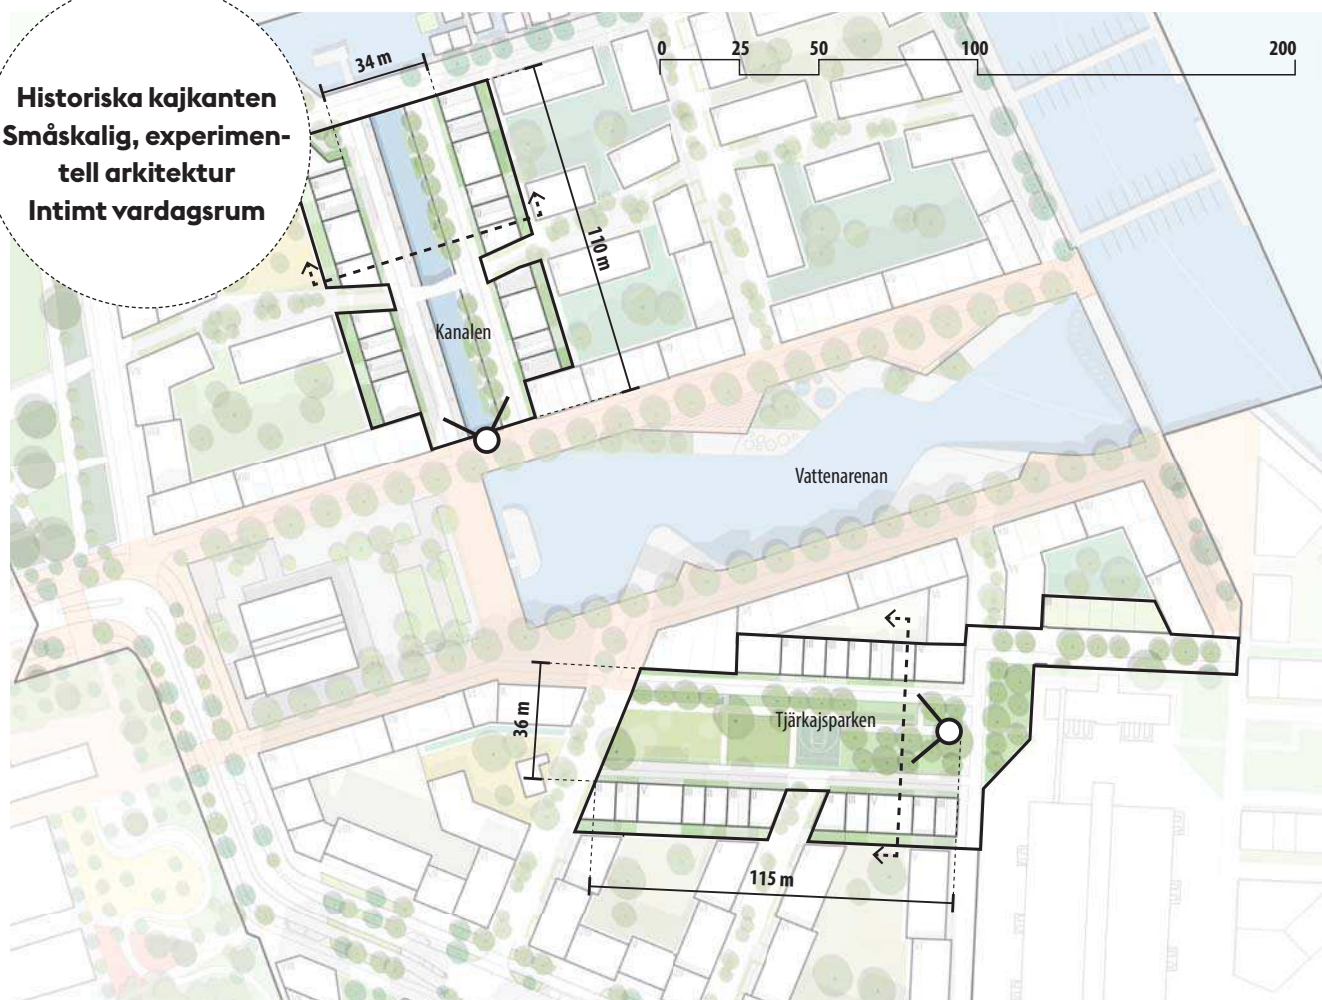 Historiska kajkanten
Småskalig, experimen-
tell arkitektur
Intimt vardagsrum
34 m
0 25 50 100 200
110 m
Kanalen
Vattenarenan
36 m
Tjärkajsparken
115 m